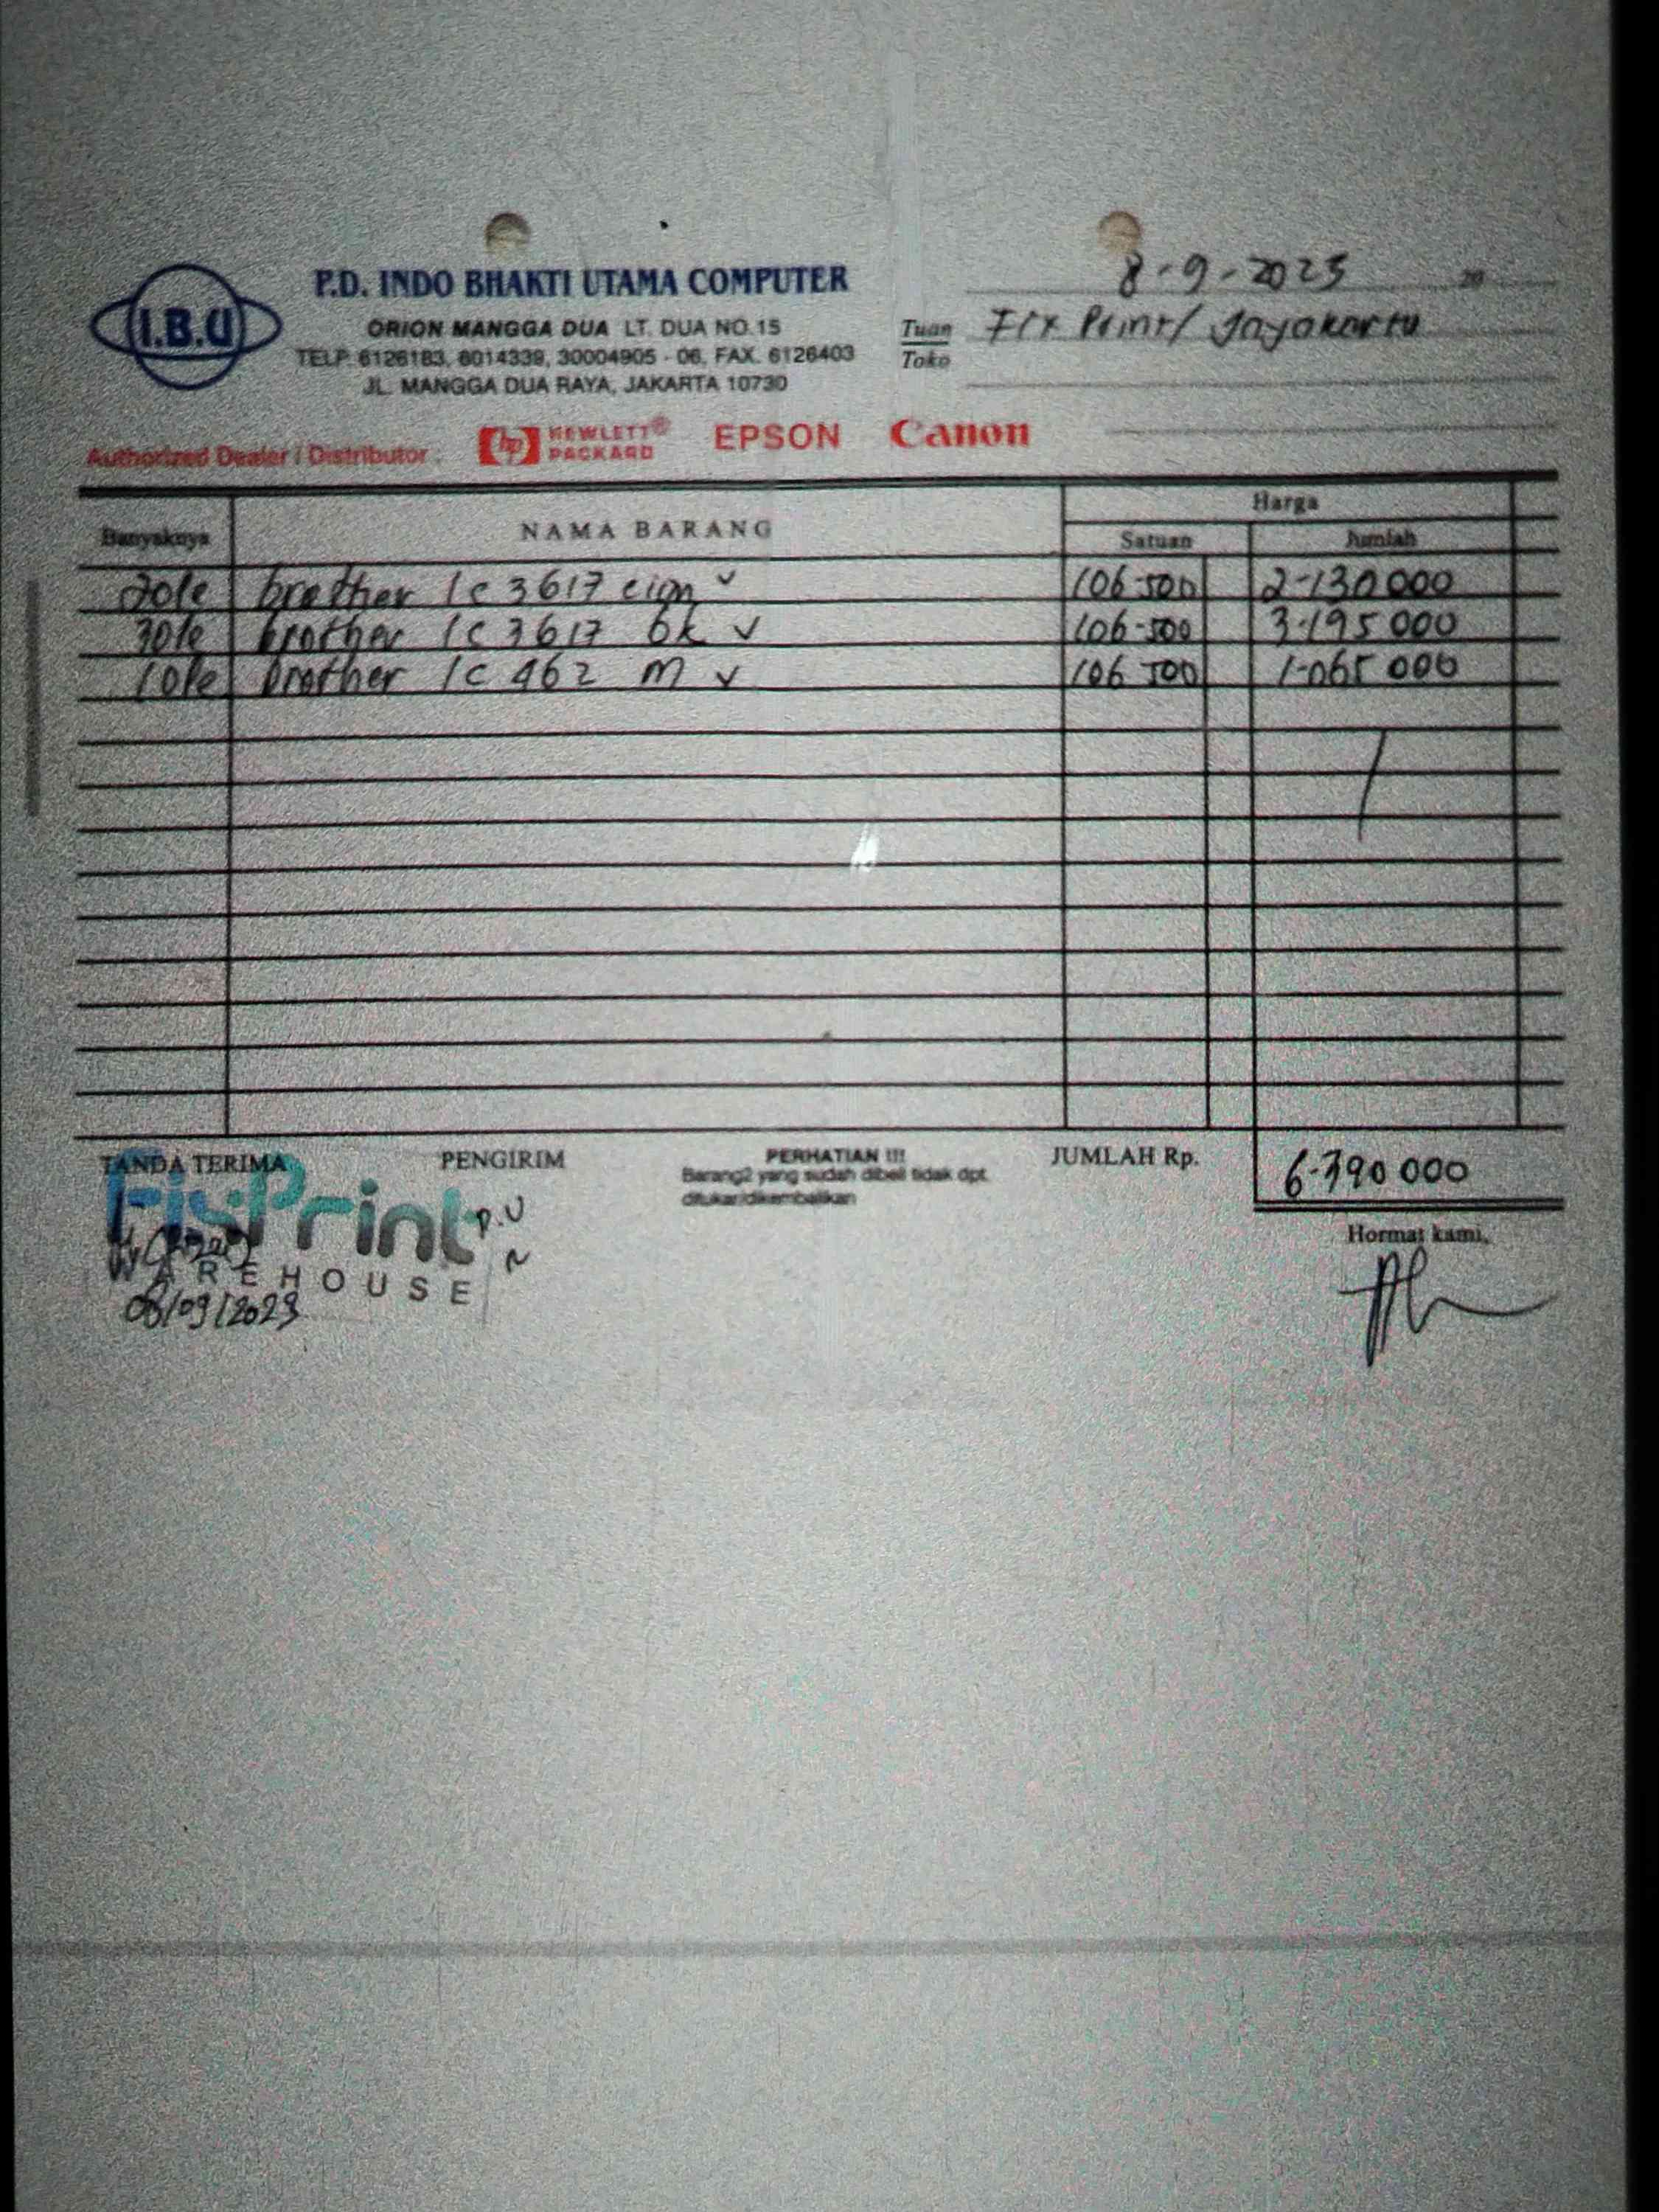 8-9-2023 20
I.B.U
P.D. INDO BHAKTI UTAMA COMPUTER
ORION MANGGA DUA LT. DUA NO.15
TELP. 6126183, 6014339, 30004905 - 06, FAX. 6126403
JL. MANGGA DUA RAYA, JAKARTA 10730
Tuan
Toko
Fix Print/ Jayakarta
Authorized Dealer / Distributor :
hp HEWLETT® PACKARD EPSON Canon
Banyaknya NAMA BARANG Harga
Satuan Jumlah
20 brother lc 3617 106-500 2-130 000
30 brother lc 3617 bk 106-500 3-195 000
10 brother lc 462 m 106 500 1-065 000
TANDA TERIMA
PENGIRIM
PERHATIAN !!!
Barang2 yang sudah dibeli tidak dpt.
ditukar/dikembalikan
JUMLAH Rp. 6-390 000
FixPrint
WAREHOUSE
08/09/2023
Hormat kami,